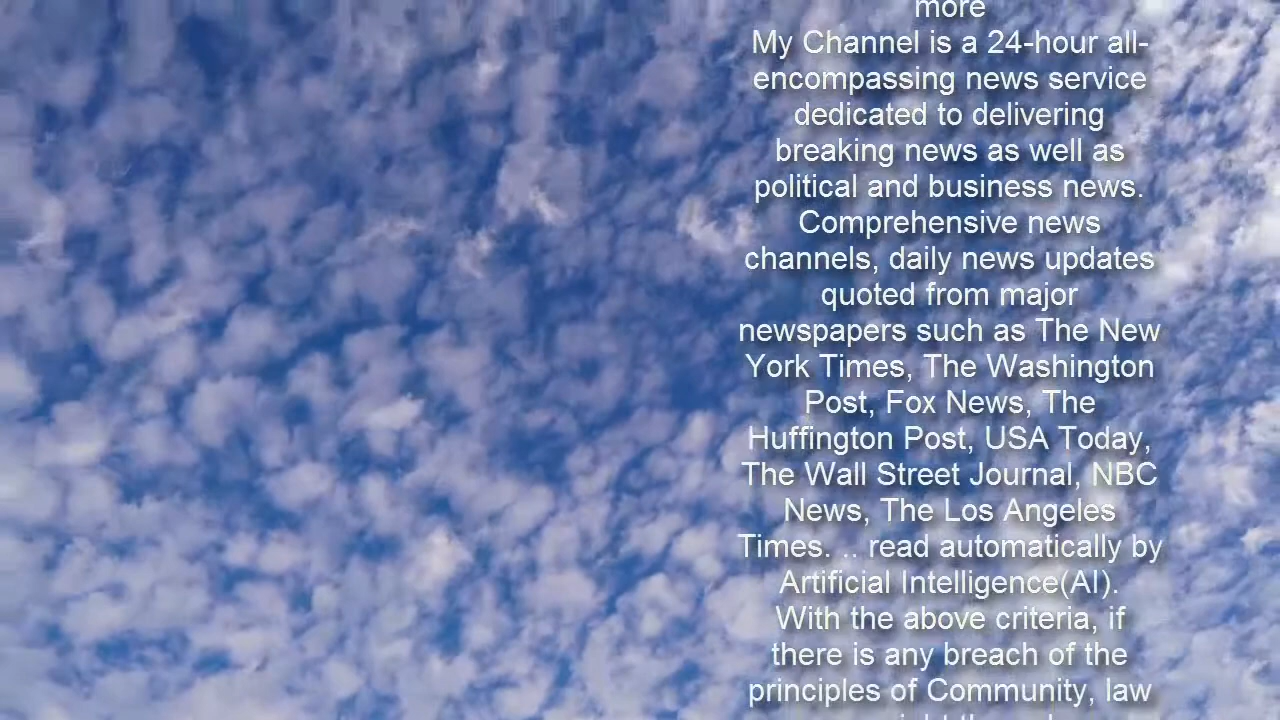 more
My Channel is a 24-hour all-
encompassing news service
dedicated to delivering
breaking news as well as
political and business news.
Comprehensive news
channels, daily news updates
quoted from major
newspapers such as The New
York Times, The Washington
Post, Fox News, The
Huffington Post, USA Today,
The Wall Street Journal, NBC
News, The Los Angeles
Times. .. read automatically by
Artificial Intelligence(AI).
With the above criteria, if
there is any breach of the
principles of Community, law